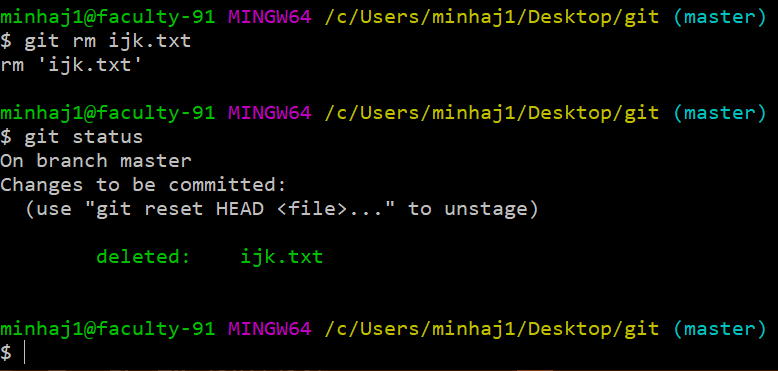 minhaj1@faculty-91 MINGW64 /c/Users/minhaj1/Desktop/git (master)
$ git rm ijk.txt
rm 'ijk.txt'
minhaj1@faculty-91 MINGW64 /c/Users/minhaj1/Desktop/git (master)
$ git status
On branch master
Changes to be committed:
  (use "git reset HEAD <file>..." to unstage)
        deleted:    ijk.txt
minhaj1@faculty-91 MINGW64 /c/Users/minhaj1/Desktop/git (master)
$